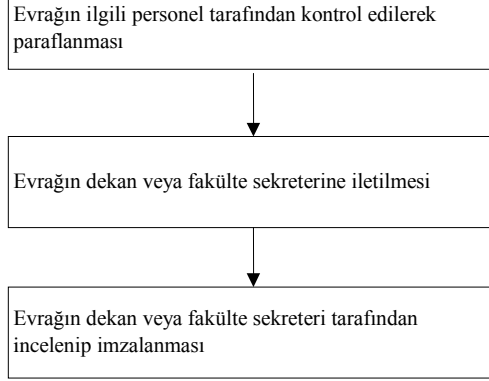 Evrağın ilgili personel tarafından kontrol edilerek
paraflanması
Evrağın dekan veya fakülte sekreterine iletilmesi
Evrağın dekan veya fakülte sekreteri tarafından
incelenip imzalanması